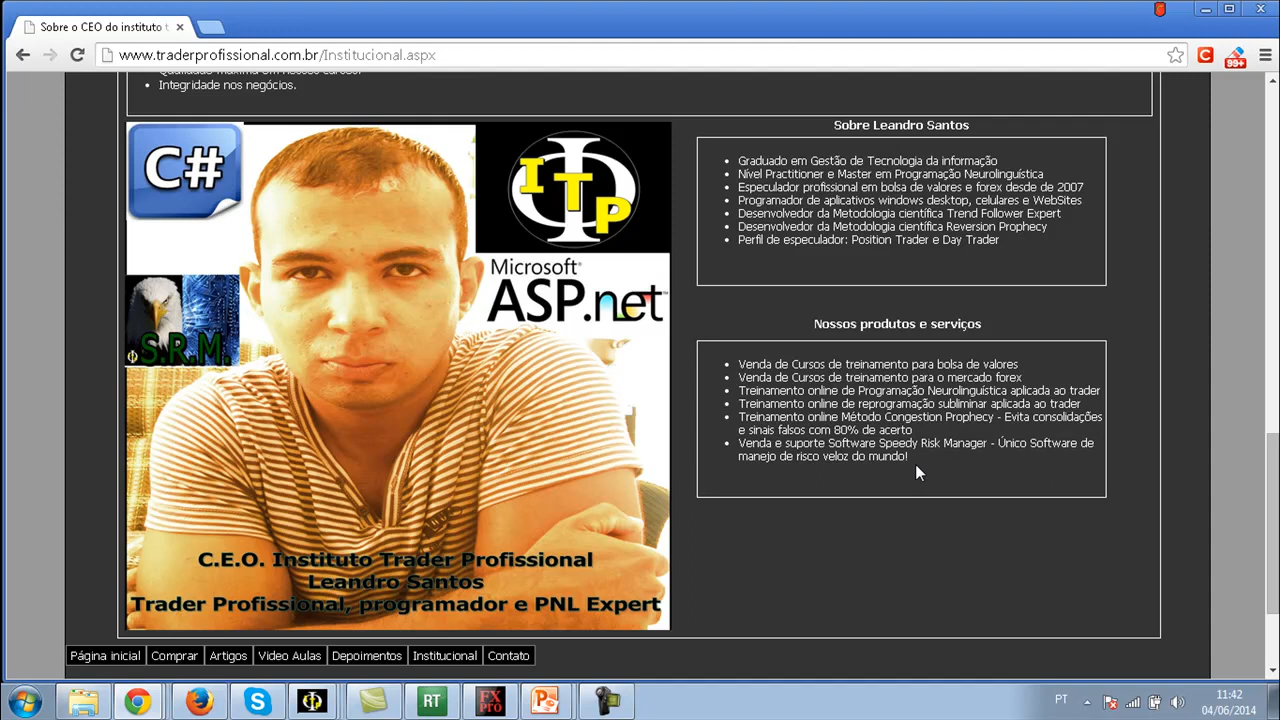 Sobre o CEO do instituto t
www.traderprofissional.com.br/Institucional.aspx
99+
• Integridade nos negócios.
C#
ITP
Microsoft®
ASP.net
S.R.M.
C.E.O. Instituto Trader Profissional
Leandro Santos
Trader Profissional, programador e PNL Expert
Sobre Leandro Santos
• Graduado em Gestão de Tecnologia da informação
• Nível Practitioner e Master em Programação Neurolinguística
• Especulador profissional em bolsa de valores e forex desde de 2007
• Programador de aplicativos windows desktop, celulares e WebSites
• Desenvolvedor da Metodologia científica Trend Follower Expert
• Desenvolvedor da Metodologia científica Reversion Prophecy
• Perfil de especulador: Position Trader e Day Trader
Nossos produtos e serviços
• Venda de Cursos de treinamento para bolsa de valores
• Venda de Cursos de treinamento para o mercado forex
• Treinamento online de Programação Neurolinguística aplicada ao trader
• Treinamento online de reprogramação subliminar aplicada ao trader
• Treinamento online Método Congestion Prophecy - Evita consolidações
e sinais falsos com 80% de acerto
• Venda e suporte Software Speedy Risk Manager - Único Software de
manejo de risco veloz do mundo!
Página inicial Comprar Artigos Video Aulas Depoimentos Institucional Contato
RT
FX
pro
PT
11:42
04/06/2014